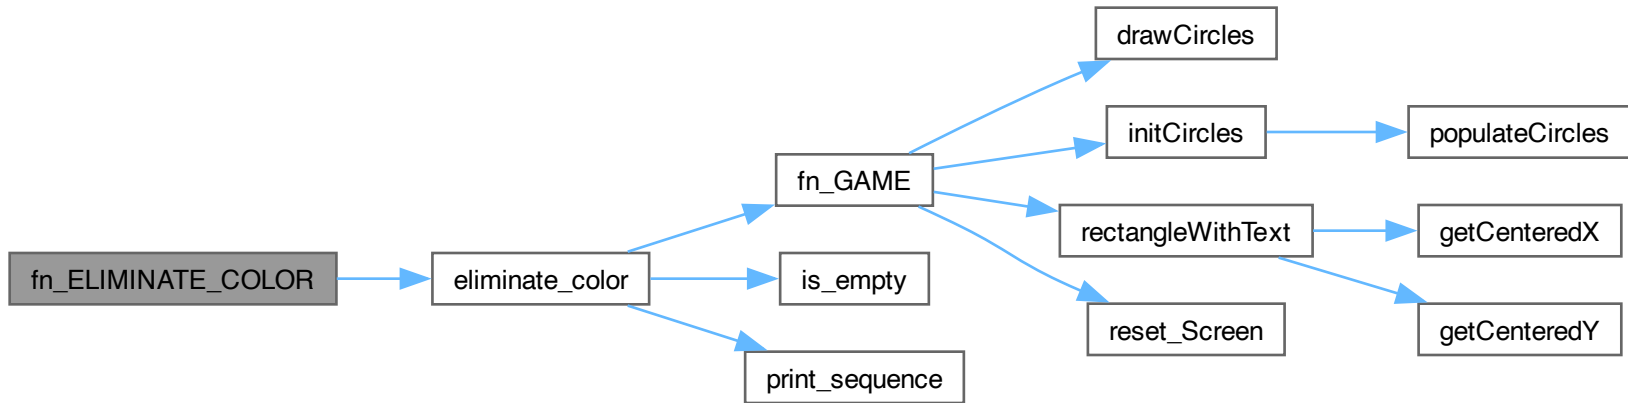 fn_ELIMINATE_COLOR
eliminate_color
fn_GAME
is_empty
print_sequence
drawCircles
initCircles
rectangleWithText
reset_Screen
populateCircles
getCenteredX
getCenteredY